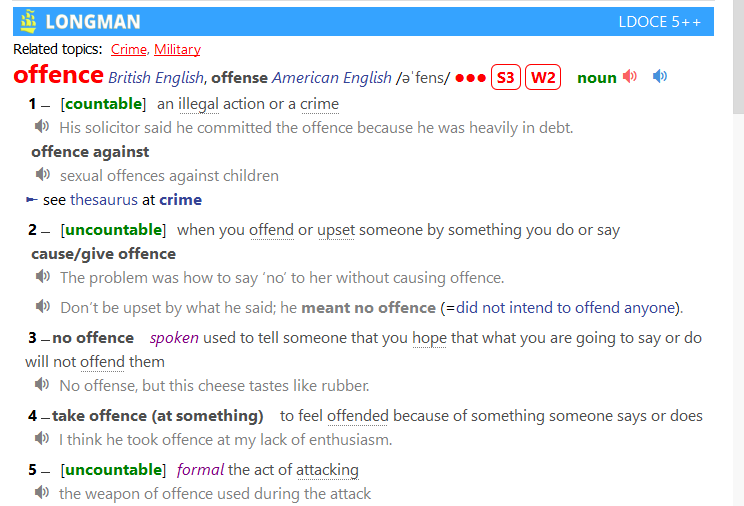 LONGMAN LDOCE 5++
Related topics: Crime, Military
offence British English, offense American English /əˈfens/ ●●● S3 W2 noun
1 – [countable] an illegal action or a crime
His solicitor said he committed the offence because he was heavily in debt.
offence against
sexual offences against children
➼ see thesaurus at crime
2 – [uncountable] when you offend or upset someone by something you do or say
cause/give offence
The problem was how to say ‘no’ to her without causing offence.
Don’t be upset by what he said; he meant no offence (=did not intend to offend anyone).
3 – no offence spoken used to tell someone that you hope that what you are going to say or do
will not offend them
No offense, but this cheese tastes like rubber.
4 – take offence (at something) to feel offended because of something someone says or does
I think he took offence at my lack of enthusiasm.
5 – [uncountable] formal the act of attacking
the weapon of offence used during the attack